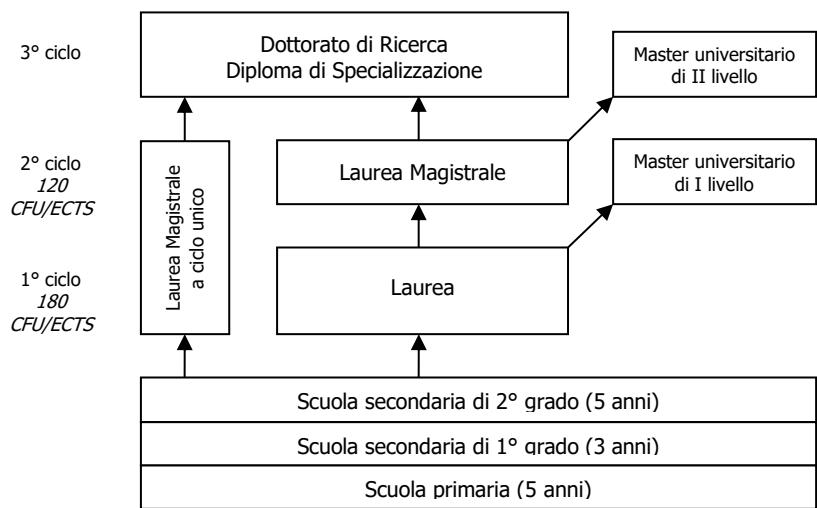 3° ciclo
Dottorato di Ricerca
Diploma di Specializzazione
Master universitario
di II livello
2° ciclo
120
CFU/ECTS
Laurea Magistrale
a ciclo unico
Laurea Magistrale
Master universitario
di I livello
1° ciclo
180
CFU/ECTS
Laurea
Scuola secondaria di 2° grado (5 anni)
Scuola secondaria di 1° grado (3 anni)
Scuola primaria (5 anni)